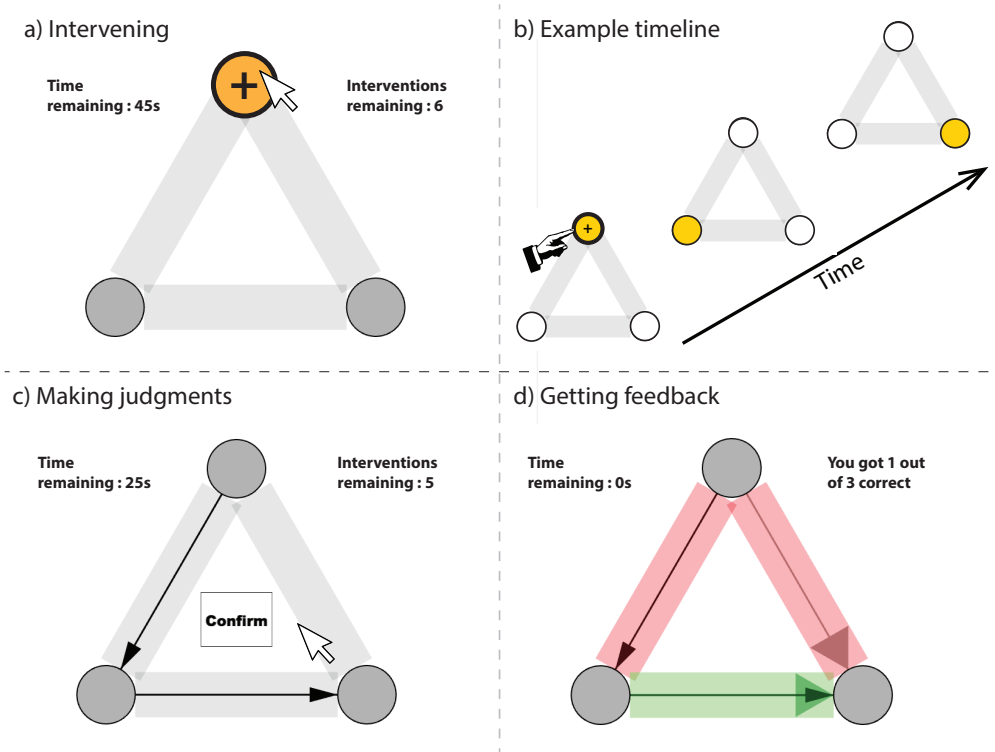 a) Intervening
Time
remaining : 45s
Interventions
remaining : 6
+
b) Example timeline
+
Time
c) Making judgments
Time
remaining : 25s
Interventions
remaining : 5
Confirm
d) Getting feedback
Time
remaining : 0s
You got 1 out
of 3 correct